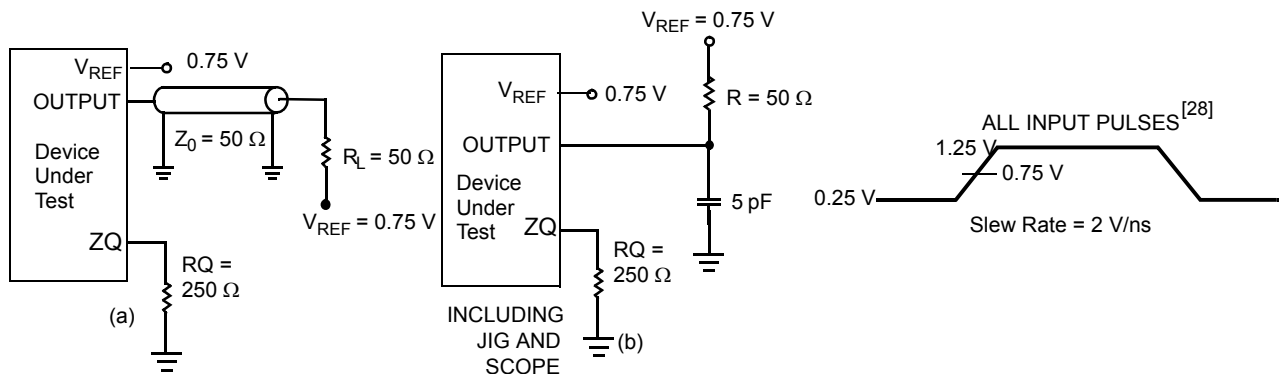 V_REF
0.75 V
OUTPUT
Device
Under
Test
Z_0 = 50 Ω
R_L = 50 Ω
V_REF = 0.75 V
ZQ
RQ =
250 Ω
(a)
V_REF = 0.75 V
V_REF
0.75 V
R = 50 Ω
OUTPUT
Device
Under
Test
5 pF
ZQ
RQ =
250 Ω
INCLUDING
JIG AND
SCOPE
(b)
ALL INPUT PULSES[28]
1.25 V
0.75 V
0.25 V
Slew Rate = 2 V/ns